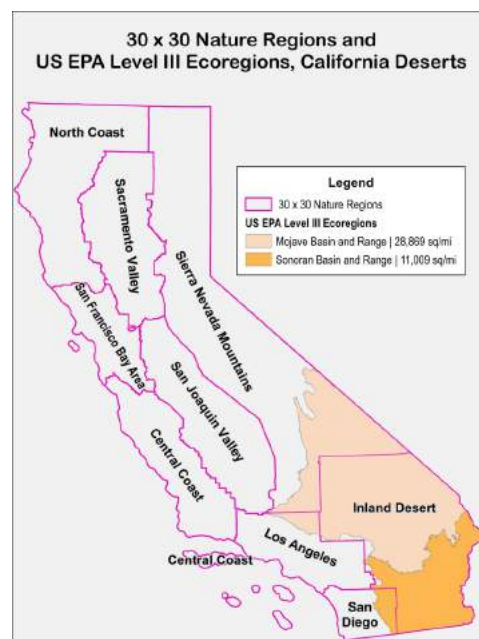 30 x 30 Nature Regions and
US EPA Level III Ecoregions, California Deserts
North Coast
Sacramento Valley
Legend
30 x 30 Nature Regions
US EPA Level III Ecoregions
Mojave Basin and Range | 28,869 sq/mi
Sonoran Basin and Range | 11,009 sq/mi
Sierra Nevada Mountains
San Francisco Bay Area
San Joaquin Valley
Central Coast
Inland Desert
Los Angeles
Central Coast
San
Diego